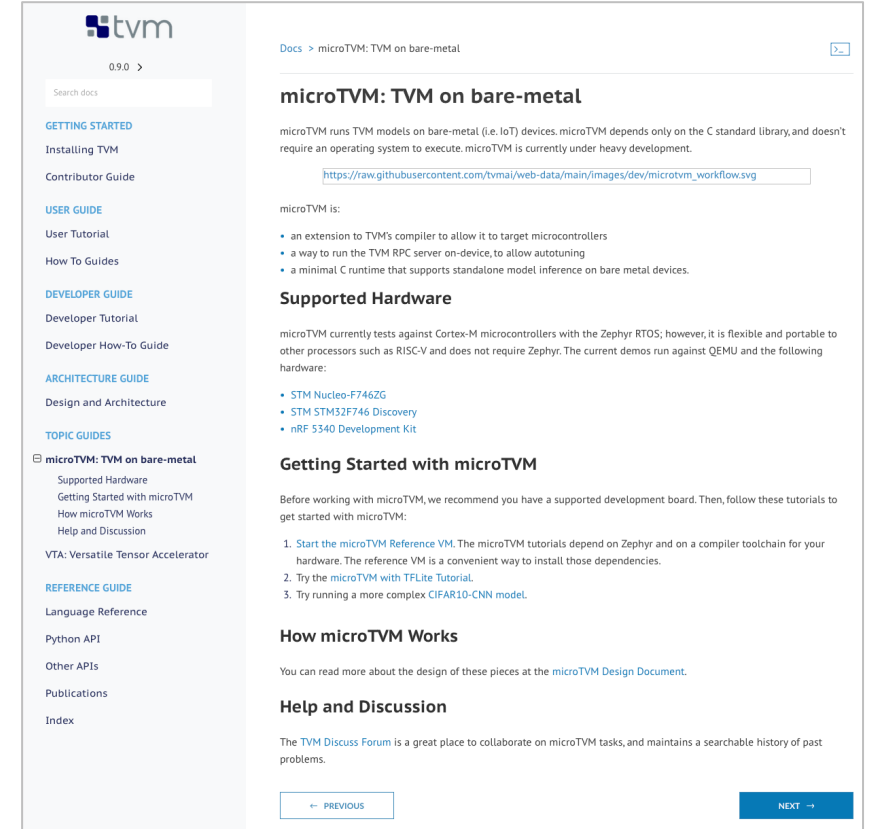 tvm
0.9.0 >
Search docs
GETTING STARTED
Installing TVM
Contributor Guide
USER GUIDE
User Tutorial
How To Guides
DEVELOPER GUIDE
Developer Tutorial
Developer How-To Guide
ARCHITECTURE GUIDE
Design and Architecture
TOPIC GUIDES
microTVM: TVM on bare-metal
Supported Hardware
Getting Started with microTVM
How microTVM Works
Help and Discussion
VTA: Versatile Tensor Accelerator
REFERENCE GUIDE
Language Reference
Python API
Other APIs
Publications
Index
Docs > microTVM: TVM on bare-metal
>_
microTVM: TVM on bare-metal
microTVM runs TVM models on bare-metal (i.e. IoT) devices. microTVM depends only on the C standard library, and doesn't
require an operating system to execute. microTVM is currently under heavy development.
https://raw.githubusercontent.com/tvmai/web-data/main/images/dev/microtvm_workflow.svg
microTVM is:
• an extension to TVM's compiler to allow it to target microcontrollers
• a way to run the TVM RPC server on-device, to allow autotuning
• a minimal C runtime that supports standalone model inference on bare metal devices.
Supported Hardware
microTVM currently tests against Cortex-M microcontrollers with the Zephyr RTOS; however, it is flexible and portable to
other processors such as RISC-V and does not require Zephyr. The current demos run against QEMU and the following
hardware:
• STM Nucleo-F746ZG
• STM STM32F746 Discovery
• nRF 5340 Development Kit
Getting Started with microTVM
Before working with microTVM, we recommend you have a supported development board. Then, follow these tutorials to
get started with microTVM:
1. Start the microTVM Reference VM. The microTVM tutorials depend on Zephyr and on a compiler toolchain for your
hardware. The reference VM is a convenient way to install those dependencies.
2. Try the microTVM with TFLite Tutorial.
3. Try running a more complex CIFAR10-CNN model.
How microTVM Works
You can read more about the design of these pieces at the microTVM Design Document.
Help and Discussion
The TVM Discuss Forum is a great place to collaborate on microTVM tasks, and maintains a searchable history of past
problems.
← PREVIOUS
NEXT →